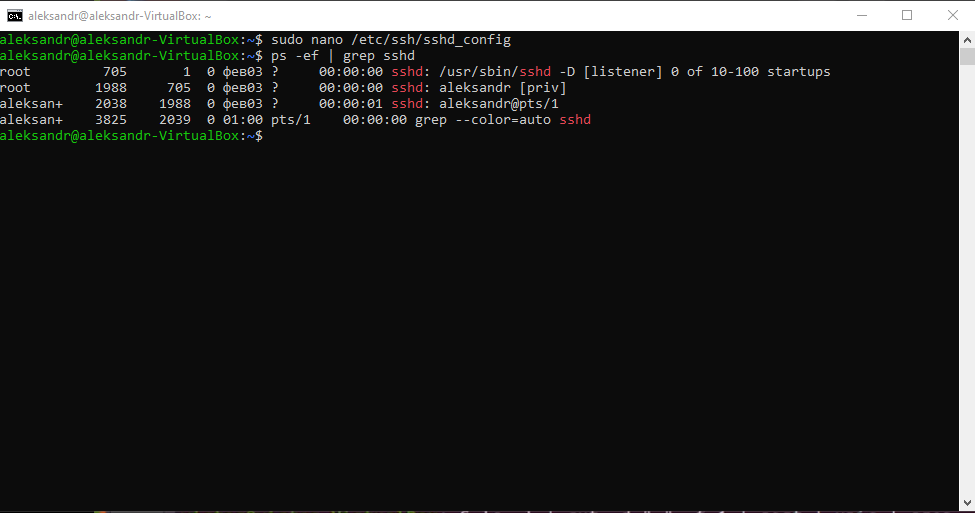 aleksandr@aleksandr-VirtualBox: ~
aleksandr@aleksandr-VirtualBox:~$ sudo nano /etc/ssh/sshd_config
aleksandr@aleksandr-VirtualBox:~$ ps -ef | grep sshd
root         705       1  0 фев03 ?     00:00:00 sshd: /usr/sbin/sshd -D [listener] 0 of 10-100 startups
root        1988     705  0 фев03 ?     00:00:00 sshd: aleksandr [priv]
aleksan+    2038    1988  0 фев03 ?     00:00:01 sshd: aleksandr@pts/1
aleksan+    3825    2039  0 01:00 pts/1    00:00:00 grep --color=auto sshd
aleksandr@aleksandr-VirtualBox:~$